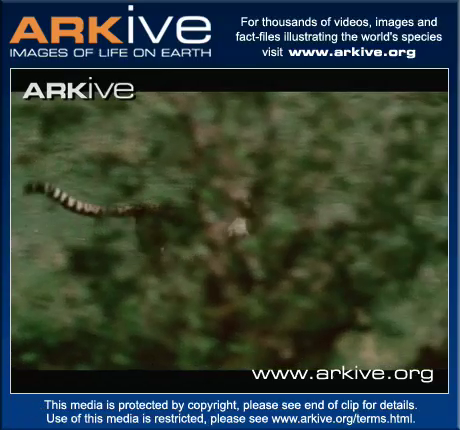 ARKive
IMAGES OF LIFE ON EARTH
For thousands of videos, images and
fact-files illustrating the world's species
visit www.arkive.org
ARKive
www.arkive.org
This media is protected by copyright, please see end of clip for details.
Use of this media is restricted, please see www.arkive.org/terms.html.